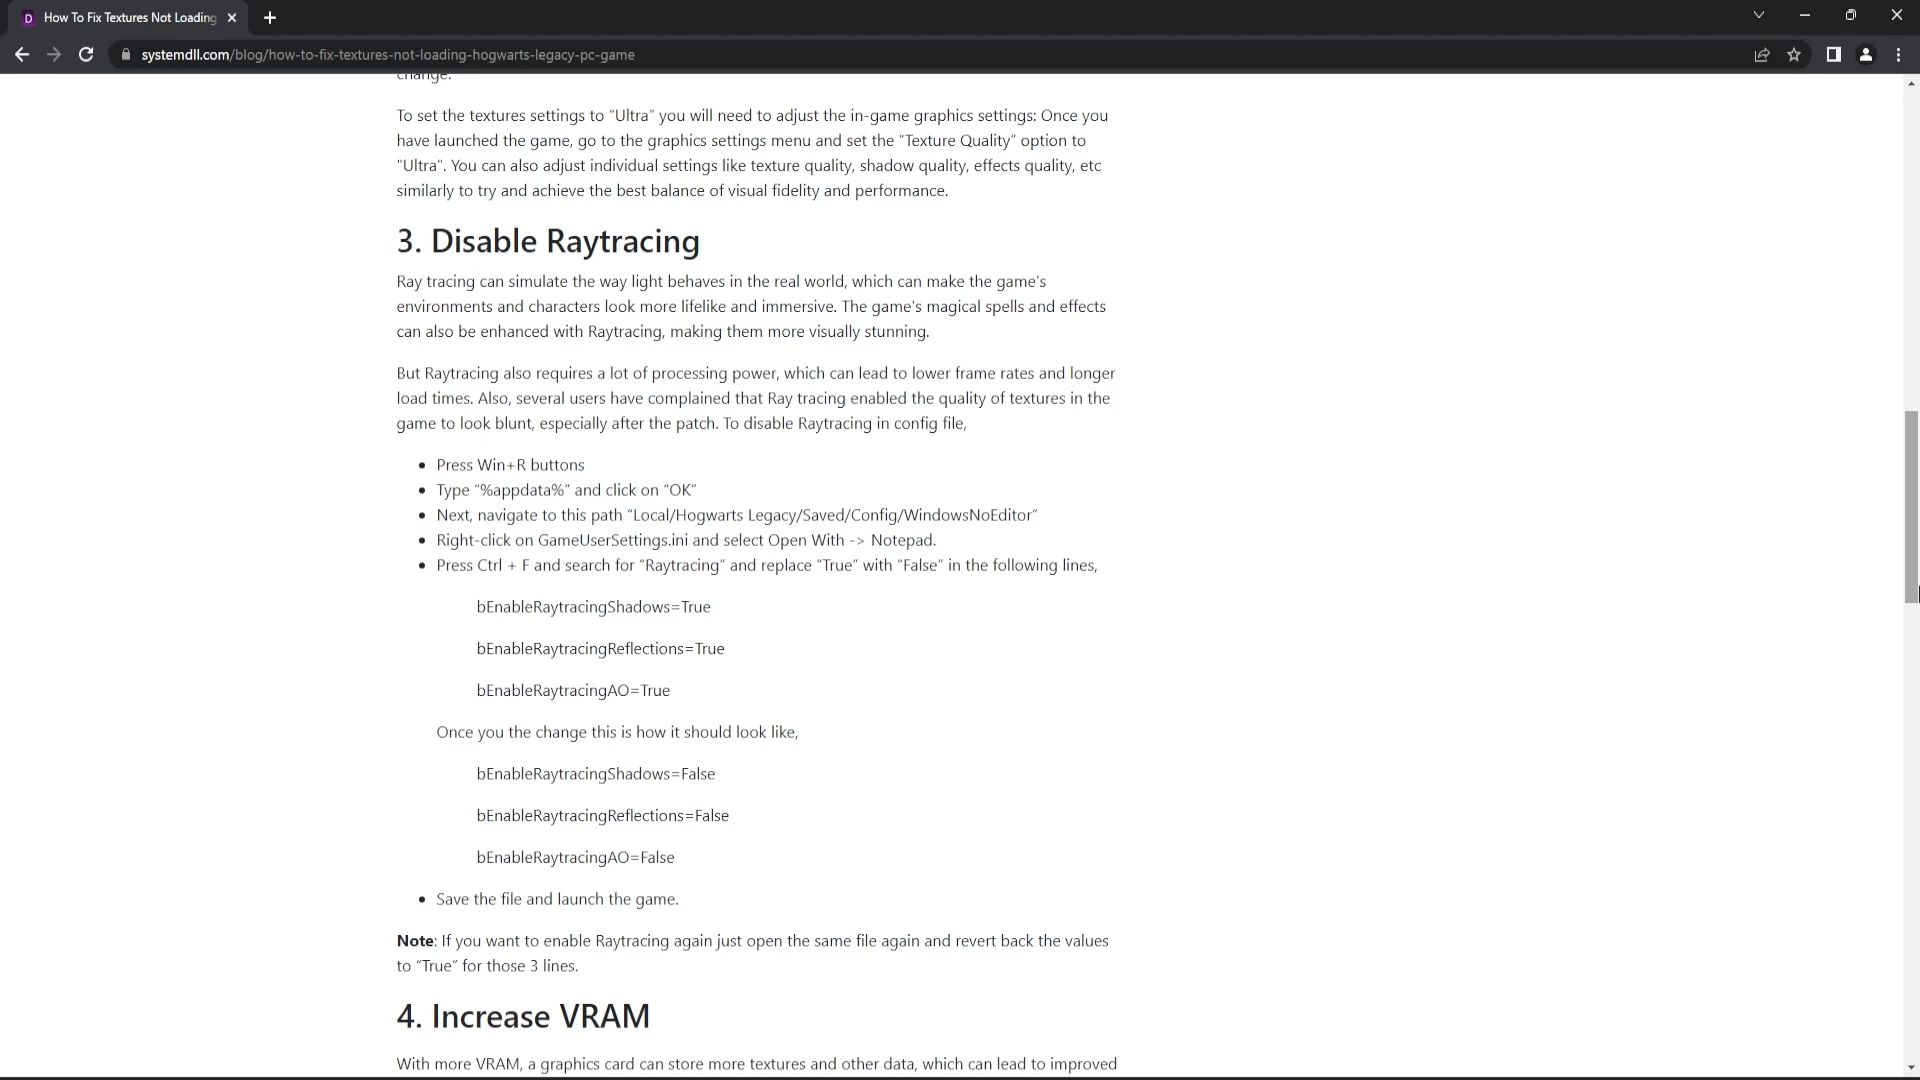 How To Fix Textures Not Loading
systemdll.com/blog/how-to-fix-textures-not-loading-hogwarts-legacy-pc-game
change.
To set the textures settings to “Ultra” you will need to adjust the in-game graphics settings: Once you
have launched the game, go to the graphics settings menu and set the “Texture Quality” option to
"Ultra". You can also adjust individual settings like texture quality, shadow quality, effects quality, etc
similarly to try and achieve the best balance of visual fidelity and performance.
3. Disable Raytracing
Ray tracing can simulate the way light behaves in the real world, which can make the game's
environments and characters look more lifelike and immersive. The game's magical spells and effects
can also be enhanced with Raytracing, making them more visually stunning.
But Raytracing also requires a lot of processing power, which can lead to lower frame rates and longer
load times. Also, several users have complained that Ray tracing enabled the quality of textures in the
game to look blunt, especially after the patch. To disable Raytracing in config file,
• Press Win+R buttons
• Type “%appdata%” and click on “OK”
• Next, navigate to this path “Local/Hogwarts Legacy/Saved/Config/WindowsNoEditor”
• Right-click on GameUserSettings.ini and select Open With -> Notepad.
• Press Ctrl + F and search for “Raytracing” and replace “True” with “False” in the following lines,
bEnableRaytracingShadows=True
bEnableRaytracingReflections=True
bEnableRaytracingAO=True
Once you the change this is how it should look like,
bEnableRaytracingShadows=False
bEnableRaytracingReflections=False
bEnableRaytracingAO=False
• Save the file and launch the game.
Note: If you want to enable Raytracing again just open the same file again and revert back the values
to “True” for those 3 lines.
4. Increase VRAM
With more VRAM, a graphics card can store more textures and other data, which can lead to improved